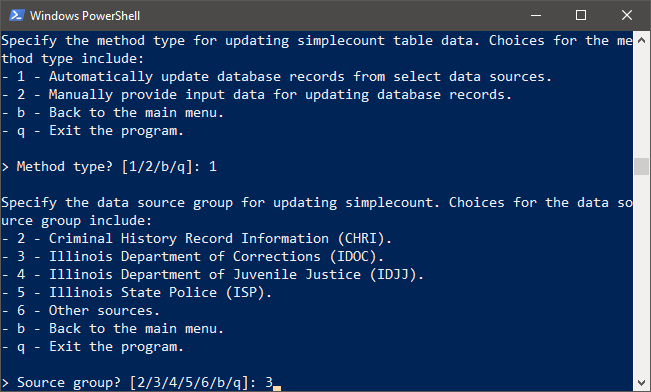 Windows PowerShell
Specify the method type for updating simplecount table data. Choices for the me
thod type include:
- 1 - Automatically update database records from select data sources.
- 2 - Manually provide input data for updating database records.
- b - Back to the main menu.
- q - Exit the program.
> Method type? [1/2/b/q]: 1
Specify the data source group for updating simplecount. Choices for the data so
urce group include:
- 2 - Criminal History Record Information (CHRI).
- 3 - Illinois Department of Corrections (IDOC).
- 4 - Illinois Department of Juvenile Justice (IDJJ).
- 5 - Illinois State Police (ISP).
- 6 - Other sources.
- b - Back to the main menu.
- q - Exit the program.
> Source group? [2/3/4/5/6/b/q]: 3